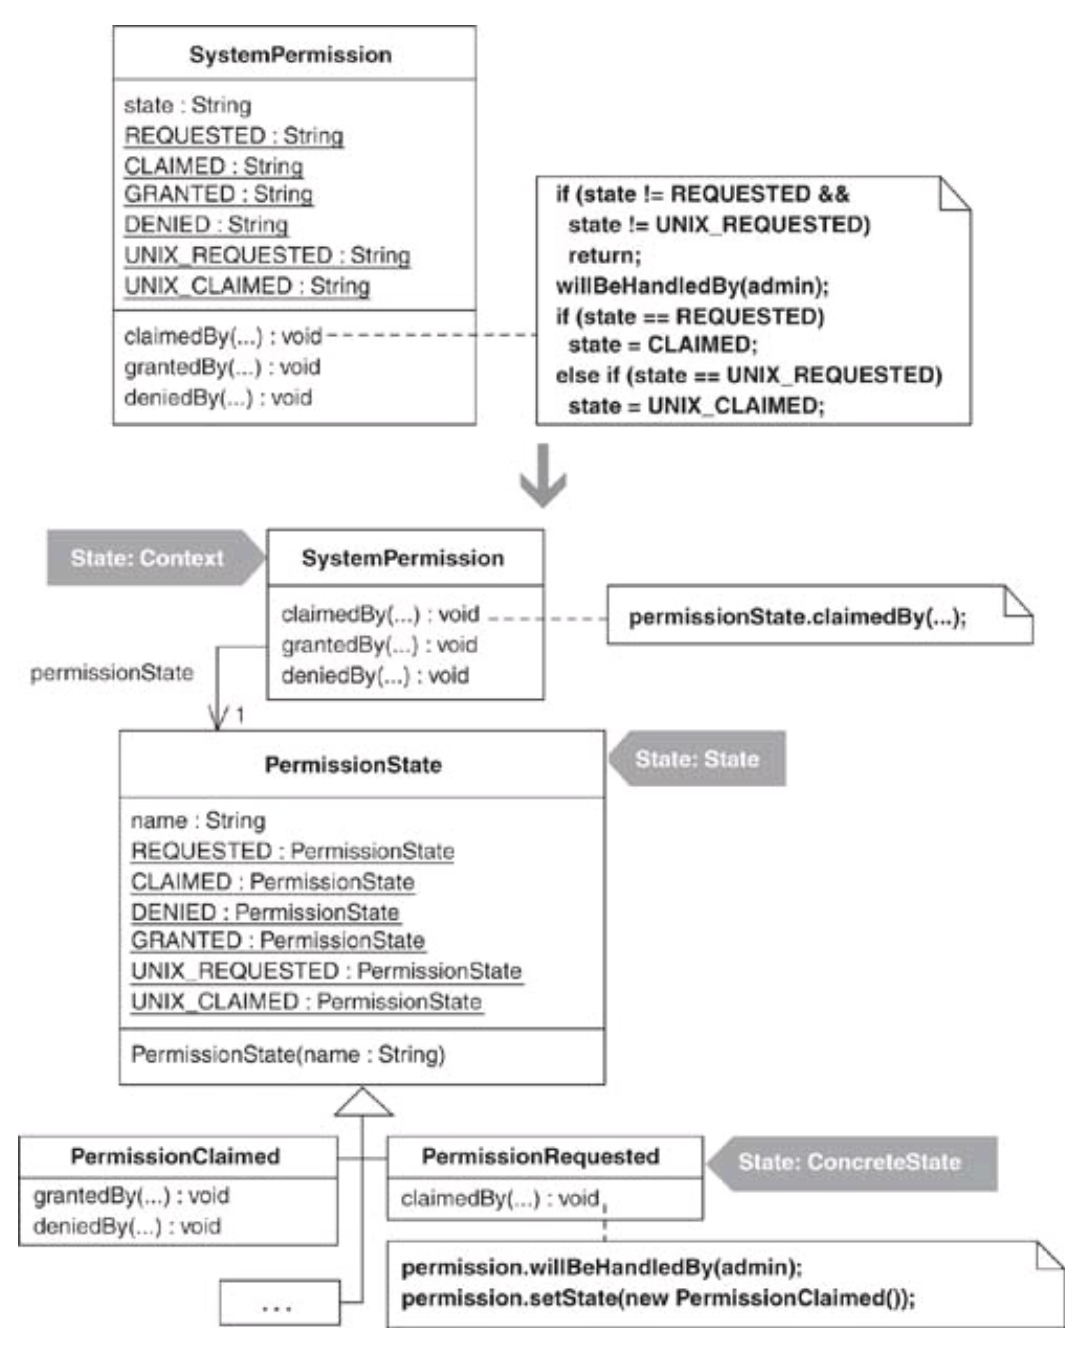 SystemPermission
state : String
REQUESTED : String
CLAIMED : String
GRANTED : String
DENIED : String
UNIX_REQUESTED : String
UNIX_CLAIMED : String
claimedBy(...) : void
grantedBy(...) : void
deniedBy(...) : void
if (state != REQUESTED &&
state != UNIX_REQUESTED)
return;
willBeHandledBy(admin);
if (state == REQUESTED)
state = CLAIMED;
else if (state == UNIX_REQUESTED)
state = UNIX_CLAIMED;
State: Context
SystemPermission
claimedBy(...) : void
grantedBy(...) : void
deniedBy(...) : void
permissionState.claimedBy(...);
permissionState
1
PermissionState
State: State
name : String
REQUESTED : PermissionState
CLAIMED : PermissionState
DENIED : PermissionState
GRANTED : PermissionState
UNIX_REQUESTED : PermissionState
UNIX_CLAIMED : PermissionState
PermissionState(name : String)
PermissionClaimed
grantedBy(...) : void
deniedBy(...) : void
PermissionRequested
claimedBy(...) : void
State: ConcreteState
permission.willBeHandledBy(admin);
permission.setState(new PermissionClaimed());
...